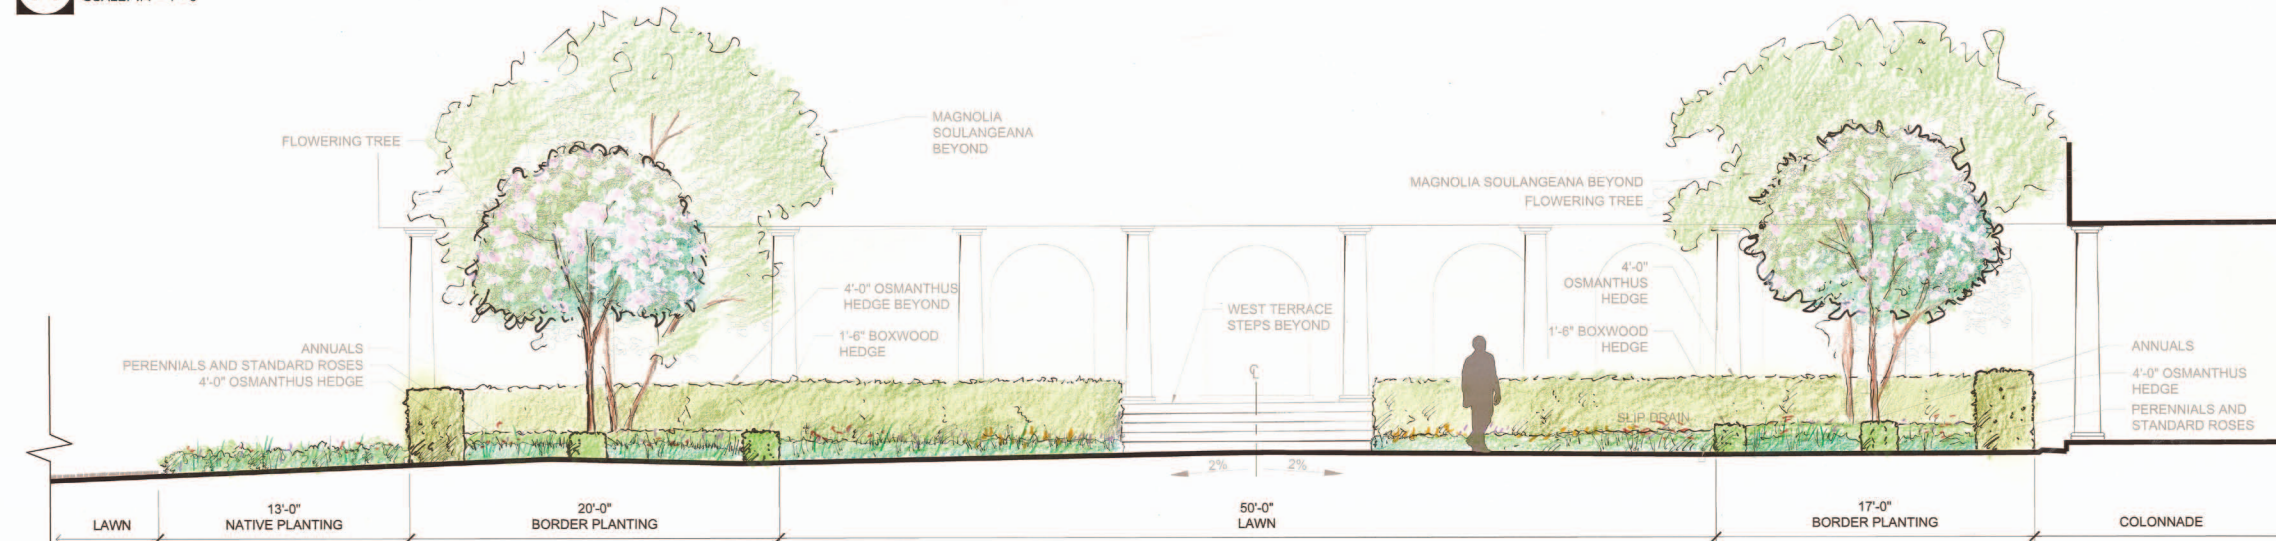 FLOWERING TREE
MAGNOLIA
SOULANGEANA
BEYOND
MAGNOLIA SOULANGEANA BEYOND
FLOWERING TREE
4'-0" OSMANTHUS
HEDGE BEYOND
1'-6" BOXWOOD
HEDGE
WEST TERRACE
STEPS BEYOND
4'-0"
OSMANTHUS
HEDGE
1'-6" BOXWOOD
HEDGE
ANNUALS
PERENNIALS AND STANDARD ROSES
4'-0" OSMANTHUS HEDGE
ANNUALS
4'-0" OSMANTHUS
HEDGE
PERENNIALS AND
STANDARD ROSES
SLIP DRAIN
2% 2%
LAWN
13'-0"
NATIVE PLANTING
20'-0"
BORDER PLANTING
50'-0"
LAWN
17'-0"
BORDER PLANTING
COLONNADE